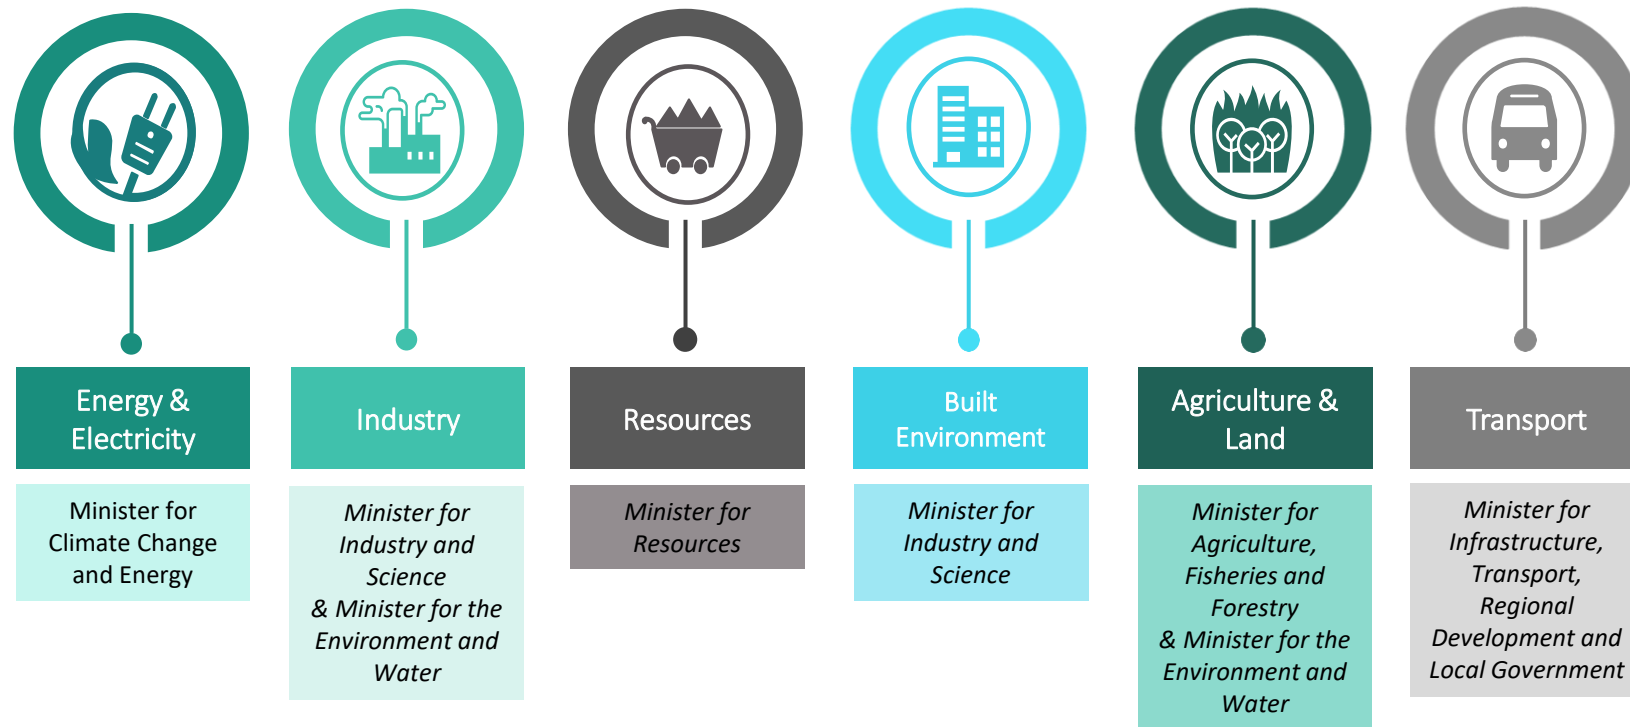 Energy &
Electricity
Industry
Resources
Built
Environment
Agriculture &
Land
Transport
Minister for
Climate Change
and Energy
Minister for
Industry and
Science
& Minister for the
Environment and
Water
Minister for
Resources
Minister for
Industry and
Science
Minister for
Agriculture,
Fisheries and
Forestry
& Minister for the
Environment and
Water
Minister for
Infrastructure,
Transport,
Regional
Development and
Local Government